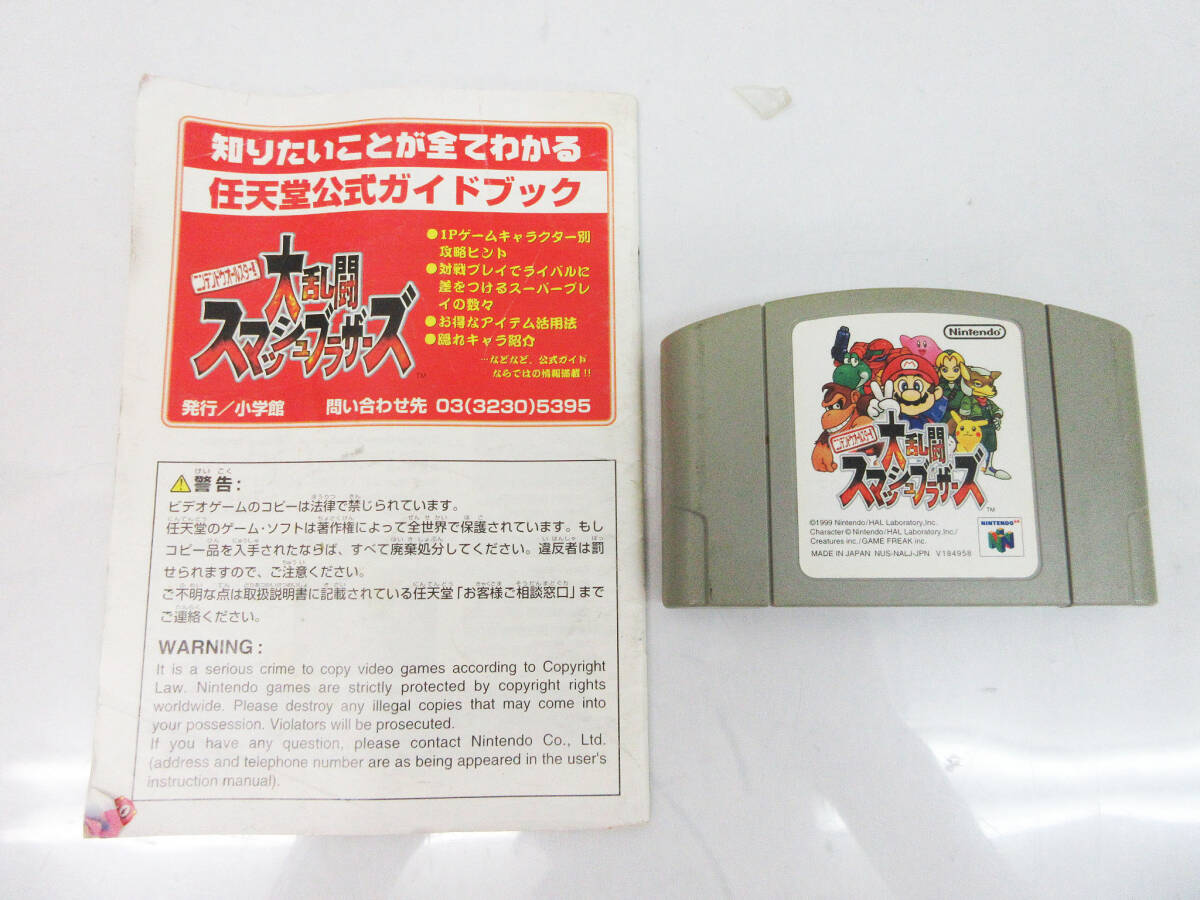 知りたいことが全てわかる
任天堂公式ガイドブック
ニンテンドウオールスター!
大乱闘
スマッシュブラザーズ
TM
●1Pゲームキャラクター別
攻略ヒント
●対戦プレイでライバルに
差をつけるスーパープレ
イの数々
●お得なアイテム活用法
●隠れキャラ紹介
…などなど、公式ガイド
ならではの情報満載!!
発行/小学館 問い合わせ先 03(3230)5395
けい こく
⚠警告:
ビデオゲームのコピーは法律で禁じられています。
任天堂のゲーム・ソフトは著作権によって全世界で保護されています。もし
コピー品を入手されたならば、すべて廃棄処分してください。違反者は罰
せられますので、ご注意ください。
ご不明な点は取扱説明書に記載されている任天堂「お客様ご相談窓口」まで
ご連絡ください。
WARNING:
It is a serious crime to copy video games according to Copyright
Law. Nintendo games are strictly protected by copyright rights
worldwide. Please destroy any illegal copies that may come into
your possession. Violators will be prosecuted.
If you have any question, please contact Nintendo Co., Ltd.
(address and telephone number are as being appeared in the user's
instruction manual).
Nintendo
ニンテンドウオールスター!
大乱闘
スマッシュブラザーズ
TM
©1999 Nintendo/HAL Laboratory,Inc.
Character © Nintendo/HAL Laboratory,Inc./
Creatures inc./GAME FREAK inc.
MADE IN JAPAN NUS-NALJ-JPN V184958
NINTENDO64